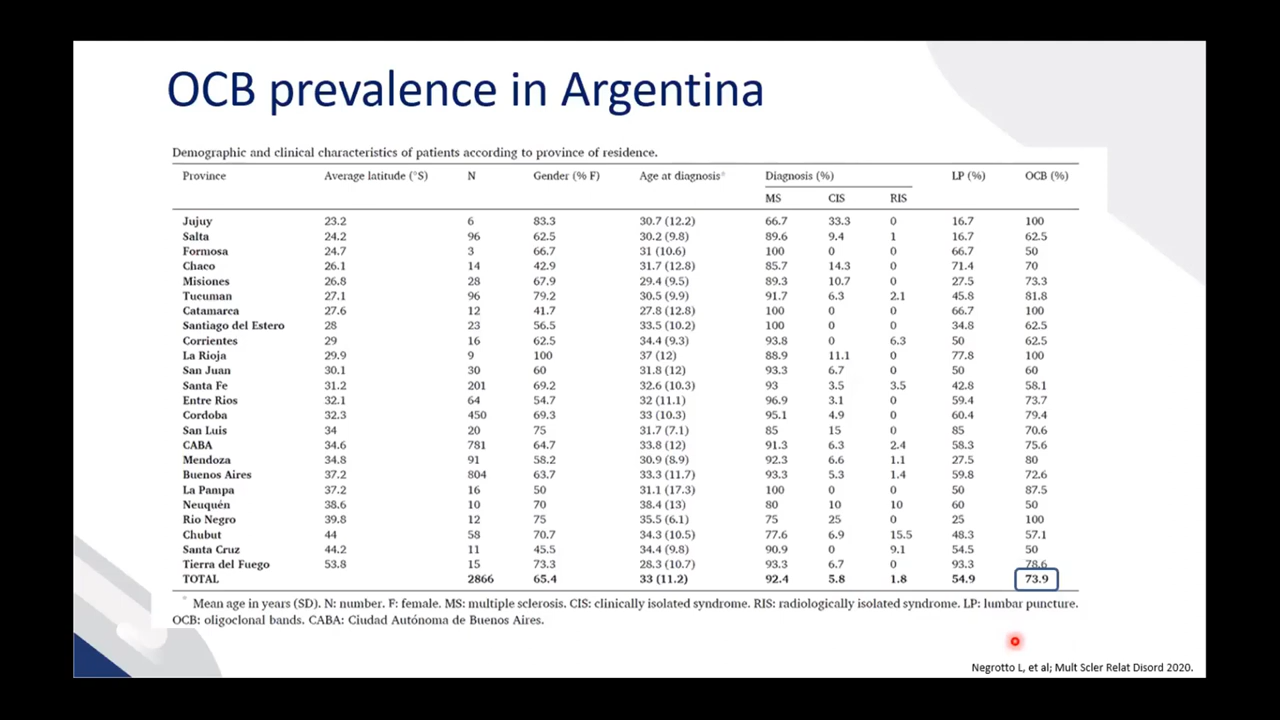 OCB prevalence in Argentina
Demographic and clinical characteristics of patients according to province of residence.
Province Average latitude (°S) N Gender (% F) Age at diagnosis* Diagnosis (%) LP (%) OCB (%)
MS CIS RIS
Jujuy 23.2 6 83.3 30.7 (12.2) 66.7 33.3 0 16.7 100
Salta 24.2 96 62.5 30.2 (9.8) 89.6 9.4 1 16.7 62.5
Formosa 24.7 3 66.7 31 (10.6) 100 0 0 66.7 50
Chaco 26.1 14 42.9 31.7 (12.8) 85.7 14.3 0 71.4 70
Misiones 26.8 28 67.9 29.4 (9.5) 89.3 10.7 0 27.5 73.3
Tucuman 27.1 96 79.2 30.5 (9.9) 91.7 6.3 2.1 45.8 81.8
Catamarca 27.6 12 41.7 27.8 (12.8) 100 0 0 66.7 100
Santiago del Estero 28 23 56.5 33.5 (10.2) 100 0 0 34.8 62.5
Corrientes 29 16 62.5 34.4 (9.3) 93.8 0 6.3 50 62.5
La Rioja 29.9 9 100 37 (12) 88.9 11.1 0 77.8 100
San Juan 30.1 30 60 31.8 (12) 93.3 6.7 0 50 60
Santa Fe 31.2 201 69.2 32.6 (10.3) 93 3.5 3.5 42.8 58.1
Entre Rios 32.1 64 54.7 32 (11.1) 96.9 3.1 0 59.4 73.7
Cordoba 32.3 450 69.3 33 (10.3) 95.1 4.9 0 60.4 79.4
San Luis 34 20 75 31.7 (7.1) 85 15 0 85 70.6
CABA 34.6 781 64.7 33.8 (12) 91.3 6.3 2.4 58.3 75.6
Mendoza 34.8 91 58.2 30.9 (8.9) 92.3 6.6 1.1 27.5 80
Buenos Aires 37.2 804 63.7 33.3 (11.7) 93.3 5.3 1.4 59.8 72.6
La Pampa 37.2 16 50 31.1 (17.3) 100 0 0 50 87.5
Neuquén 38.6 10 70 38.4 (13) 80 10 10 60 50
Rio Negro 39.8 12 75 35.5 (6.1) 75 25 0 25 100
Chubut 44 58 70.7 34.3 (10.5) 77.6 6.9 15.5 48.3 57.1
Santa Cruz 44.2 11 45.5 34.4 (9.8) 90.9 0 9.1 54.5 50
Tierra del Fuego 53.8 15 73.3 28.3 (10.7) 93.3 6.7 0 93.3 78.6
TOTAL 2866 65.4 33 (11.2) 92.4 5.8 1.8 54.9 73.9
* Mean age in years (SD). N: number. F: female. MS: multiple sclerosis. CIS: clinically isolated syndrome. RIS: radiologically isolated syndrome. LP: lumbar puncture.
OCB: oligoclonal bands. CABA: Ciudad Autónoma de Buenos Aires.
Negrotto L, et al; Mult Scler Relat Disord 2020.